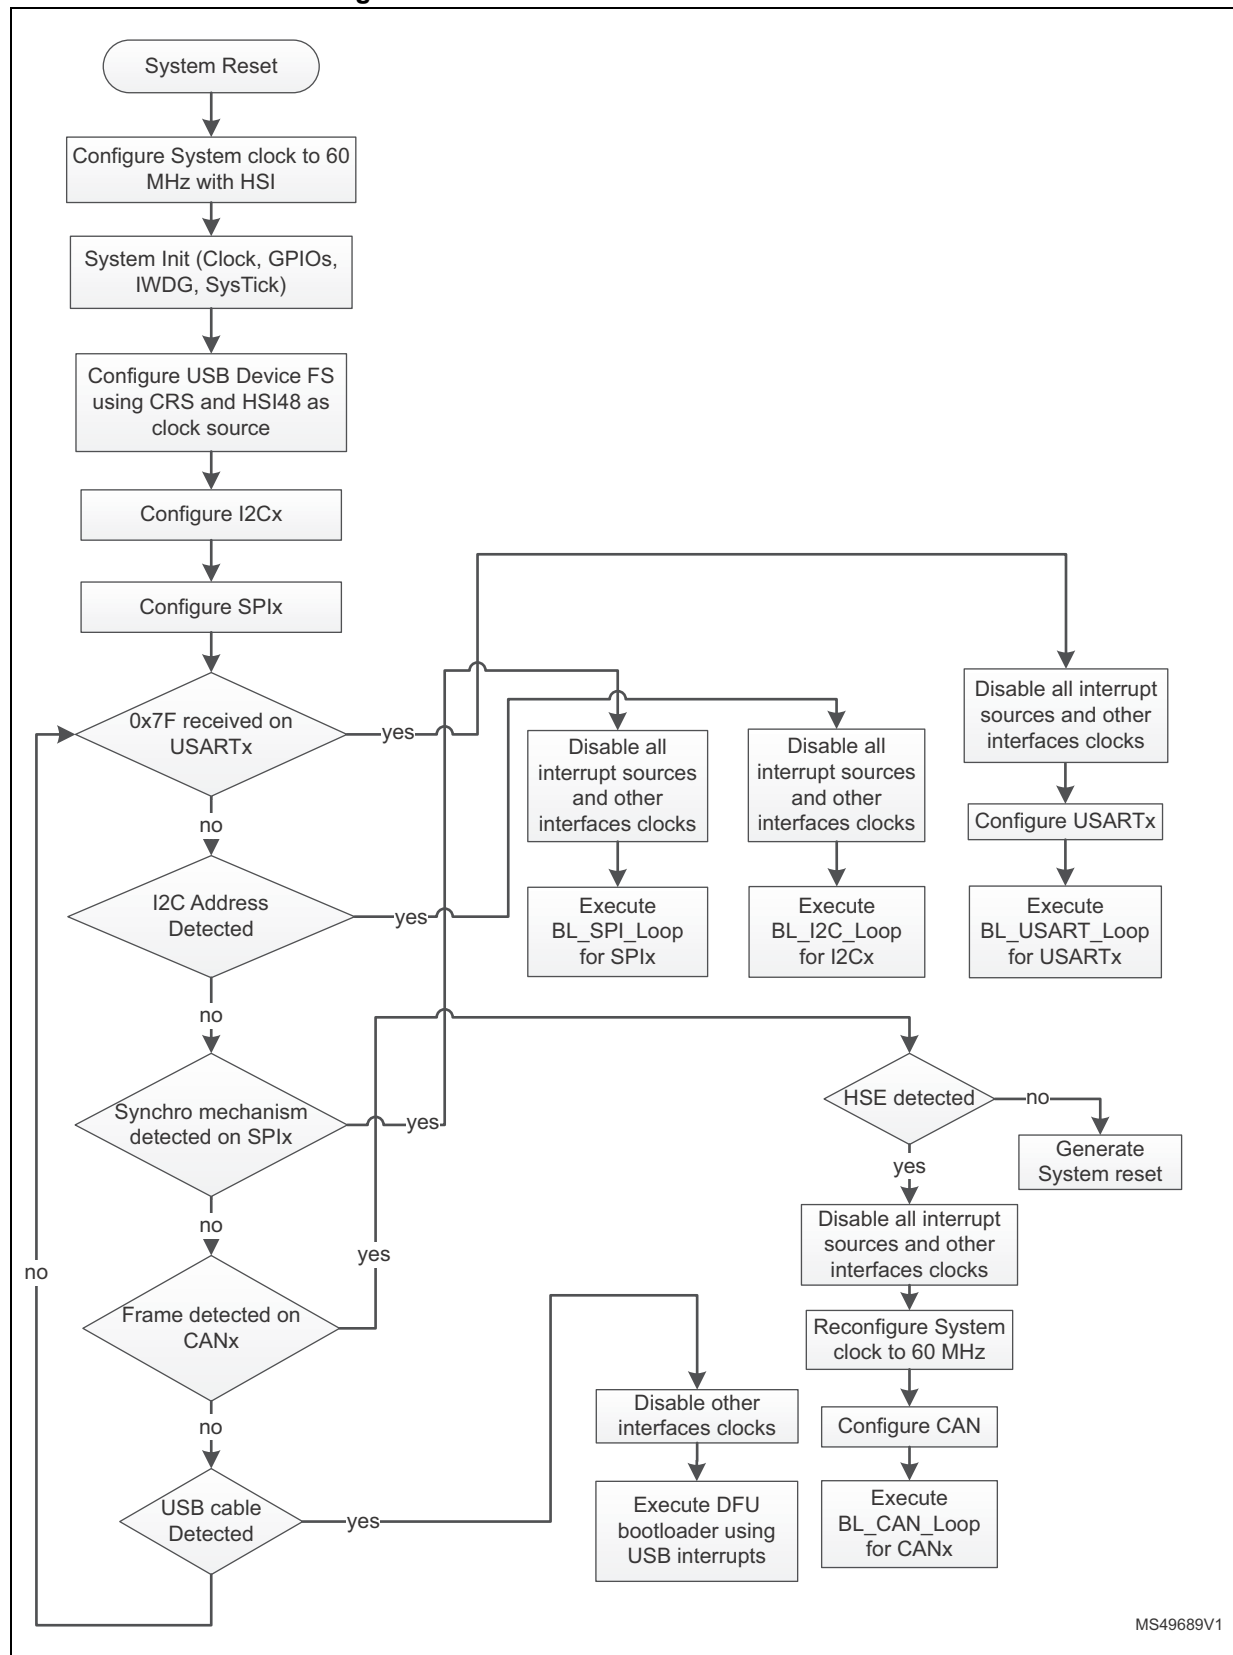 System Reset
Configure System clock to 60
MHz with HSI
System Init (Clock, GPIOs,
IWDG, SysTick)
Configure USB Device FS
using CRS and HSI48 as
clock source
Configure I2Cx
Configure SPIx
0x7F received on
USARTx
yes
no
I2C Address
Detected
yes
no
Synchro mechanism
detected on SPIx
yes
no
Frame detected on
CANx
yes
no
USB cable
Detected
yes
no
Disable all
interrupt sources
and other
interfaces clocks
Execute
BL_SPI_Loop
for SPIx
Disable all
interrupt sources
and other
interfaces clocks
Execute
BL_I2C_Loop
for I2Cx
Disable all interrupt
sources and other
interfaces clocks
Configure USARTx
Execute
BL_USART_Loop
for USARTx
HSE detected
no
Generate
System reset
yes
Disable all interrupt
sources and other
interfaces clocks
Reconfigure System
clock to 60 MHz
Configure CAN
Execute
BL_CAN_Loop
for CANx
Disable other
interfaces clocks
Execute DFU
bootloader using
USB interrupts
MS49689V1